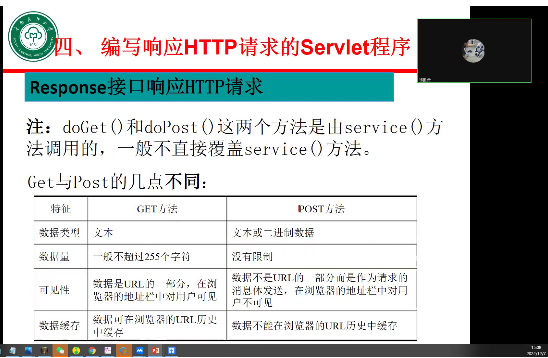 四、 编写响应HTTP请求的Servlet程序
Response接口响应HTTP请求
注：doGet()和doPost()这两个方法是由service()方
法调用的，一般不直接覆盖service()方法。
Get与Post的几点不同：
特征 GET方法 POST方法
数据类型 文本 文本或二进制数据
数据量 一般不超过255个字符 没有限制
可见性 数据是URL的一部分，在浏
览器的地址栏中对用户可见
数据不是URL的一部分而是作为请求的
消息体发送，在浏览器的地址栏中对用
户不可见
数据缓存 数据可在浏览器的URL历史
中缓存
数据不能在浏览器的URL历史中缓存